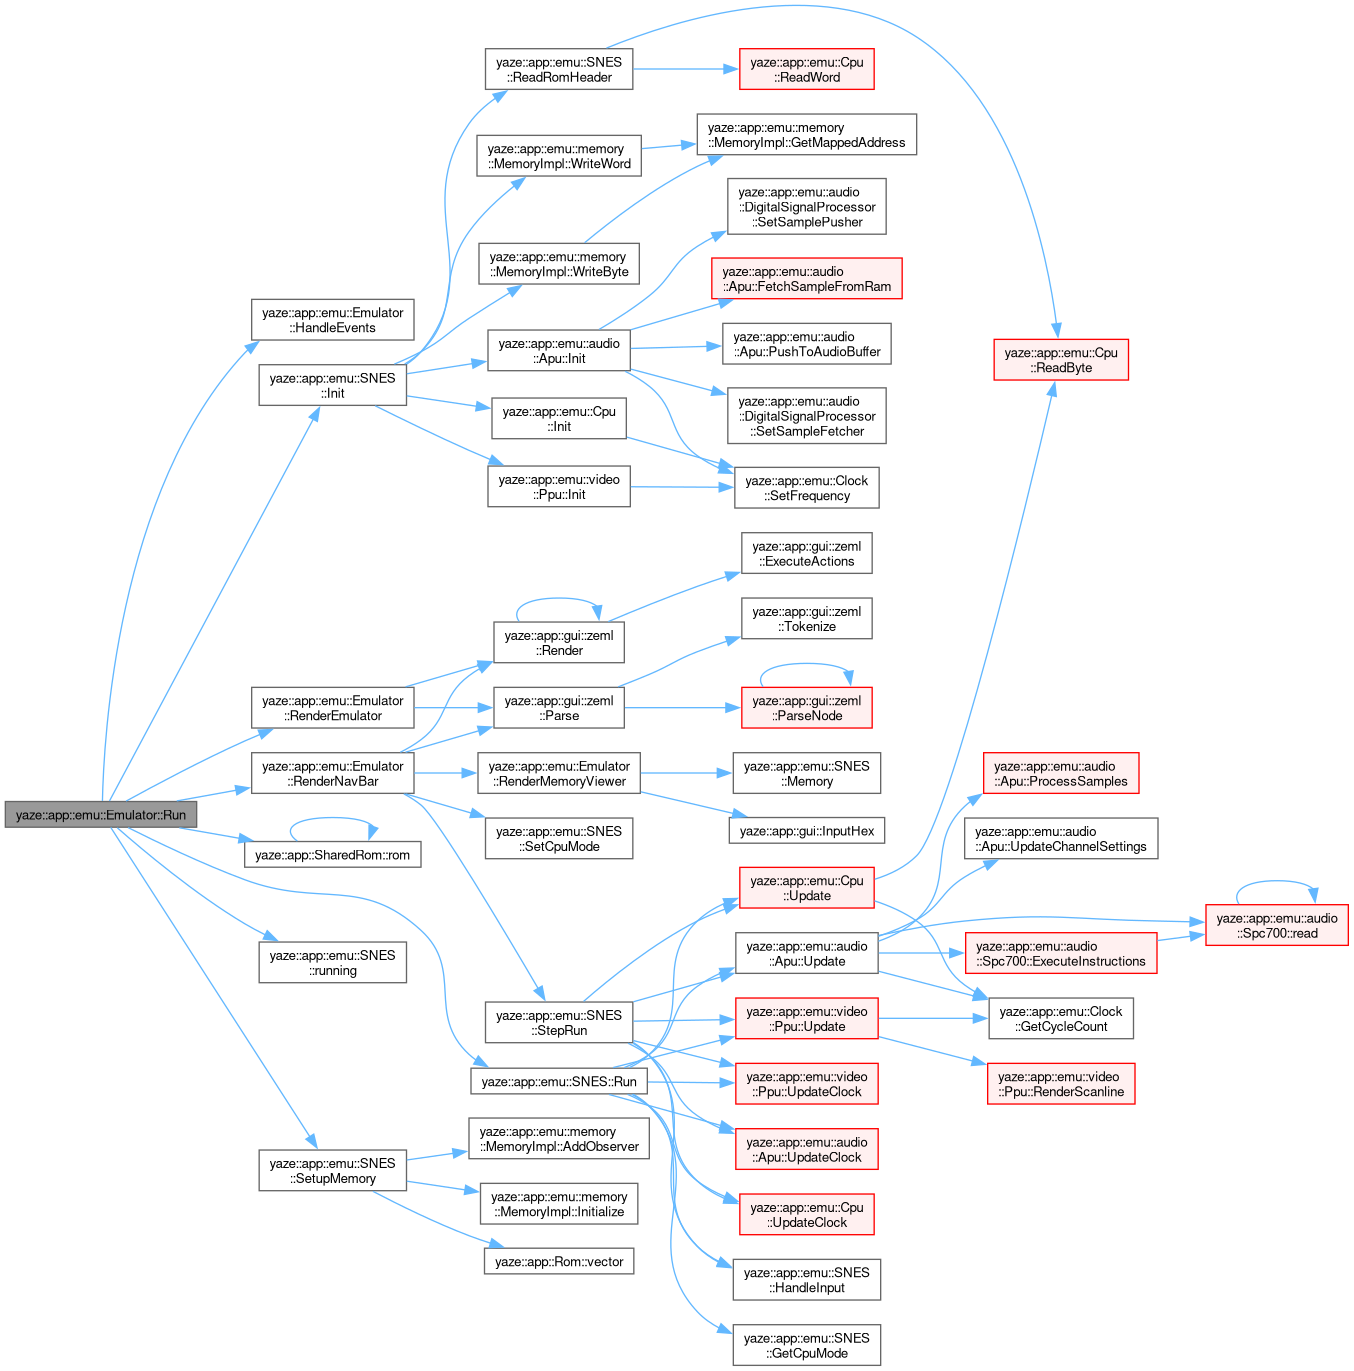 yaze::app::emu::Emulator::Run
yaze::app::emu::Emulator
::HandleEvents
yaze::app::emu::SNES
::Init
yaze::app::emu::Emulator
::RenderEmulator
yaze::app::emu::Emulator
::RenderNavBar
yaze::app::SharedRom::rom
yaze::app::emu::SNES
::running
yaze::app::emu::SNES
::SetupMemory
yaze::app::emu::SNES
::ReadRomHeader
yaze::app::emu::memory
::MemoryImpl::WriteWord
yaze::app::emu::memory
::MemoryImpl::WriteByte
yaze::app::emu::audio
::Apu::Init
yaze::app::emu::Cpu
::Init
yaze::app::emu::video
::Ppu::Init
yaze::app::gui::zeml
::Render
yaze::app::gui::zeml
::Parse
yaze::app::emu::Emulator
::RenderMemoryViewer
yaze::app::emu::SNES
::SetCpuMode
yaze::app::emu::SNES
::StepRun
yaze::app::emu::SNES::Run
yaze::app::emu::memory
::MemoryImpl::AddObserver
yaze::app::emu::memory
::MemoryImpl::Initialize
yaze::app::Rom::vector
yaze::app::emu::Cpu
::ReadWord
yaze::app::emu::memory
::MemoryImpl::GetMappedAddress
yaze::app::emu::audio
::DigitalSignalProcessor
::SetSamplePusher
yaze::app::emu::audio
::Apu::FetchSampleFromRam
yaze::app::emu::audio
::Apu::PushToAudioBuffer
yaze::app::emu::audio
::DigitalSignalProcessor
::SetSampleFetcher
yaze::app::emu::Clock
::SetFrequency
yaze::app::gui::zeml
::ExecuteActions
yaze::app::gui::zeml
::Tokenize
yaze::app::gui::zeml
::ParseNode
yaze::app::emu::SNES
::Memory
yaze::app::gui::InputHex
yaze::app::emu::Cpu
::Update
yaze::app::emu::audio
::Apu::Update
yaze::app::emu::video
::Ppu::Update
yaze::app::emu::video
::Ppu::UpdateClock
yaze::app::emu::audio
::Apu::UpdateClock
yaze::app::emu::Cpu
::UpdateClock
yaze::app::emu::SNES
::HandleInput
yaze::app::emu::SNES
::GetCpuMode
yaze::app::emu::Cpu
::ReadByte
yaze::app::emu::audio
::Apu::ProcessSamples
yaze::app::emu::audio
::Apu::UpdateChannelSettings
yaze::app::emu::audio
::Spc700::ExecuteInstructions
yaze::app::emu::Clock
::GetCycleCount
yaze::app::emu::video
::Ppu::RenderScanline
yaze::app::emu::audio
::Spc700::read